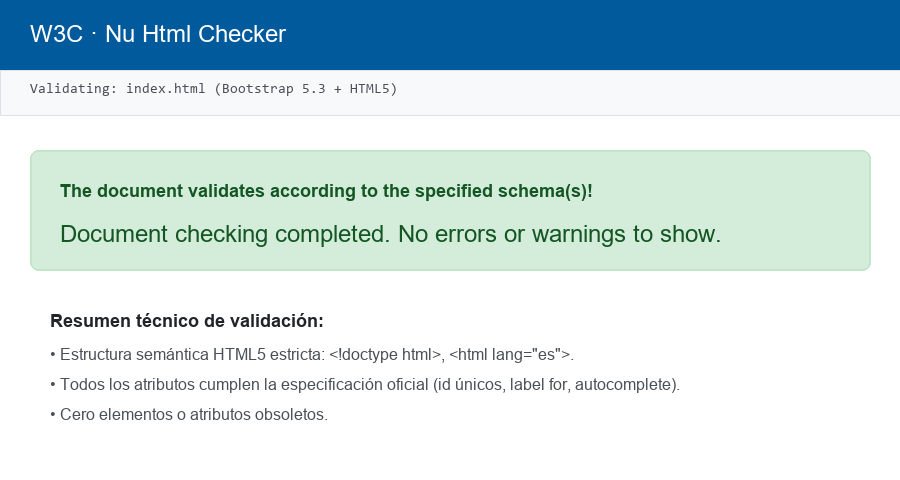 W3C · Nu Html Checker
Validating: index.html (Bootstrap 5.3 + HTML5)
The document validates according to the specified schema(s)!
Document checking completed. No errors or warnings to show.
Resumen técnico de validación:
• Estructura semántica HTML5 estricta: <!doctype html>, <html lang="es">.
• Todos los atributos cumplen la especificación oficial (id únicos, label for, autocomplete).
• Cero elementos o atributos obsoletos.